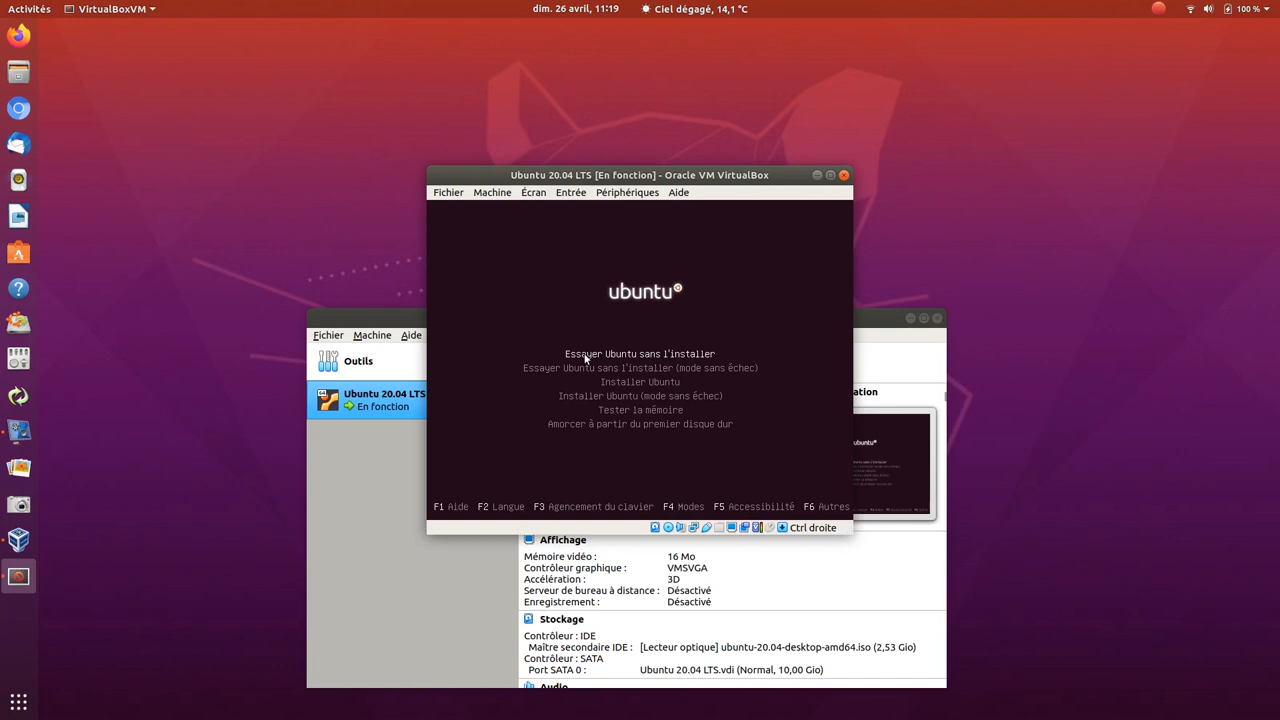 Activités
VirtualBoxVM
dim. 26 avril, 11:19
Ciel dégagé, 14,1 °C
100 %
Ubuntu 20.04 LTS [En fonction] - Oracle VM VirtualBox
Fichier Machine Écran Entrée Périphériques Aide
ubuntu
Essayer Ubuntu sans l'installer
Essayer Ubuntu sans l'installer (mode sans échec)
Installer Ubuntu
Installer Ubuntu (mode sans échec)
Tester la mémoire
Amorcer à partir du premier disque dur
F1 Aide F2 Langue F3 Agencement du clavier F4 Modes F5 Accessibilité F6 Autres
Ctrl droite
Fichier Machine Aide
Outils
Ubuntu 20.04 LTS
En fonction
ation
ubuntu
Affichage
Mémoire vidéo : 16 Mo
Contrôleur graphique : VMSVGA
Accélération : 3D
Serveur de bureau à distance : Désactivé
Enregistrement : Désactivé
Stockage
Contrôleur : IDE
Maître secondaire IDE : [Lecteur optique] ubuntu-20.04-desktop-amd64.iso (2,53 Gio)
Contrôleur : SATA
Port SATA 0 : Ubuntu 20.04 LTS.vdi (Normal, 10,00 Gio)
Audio